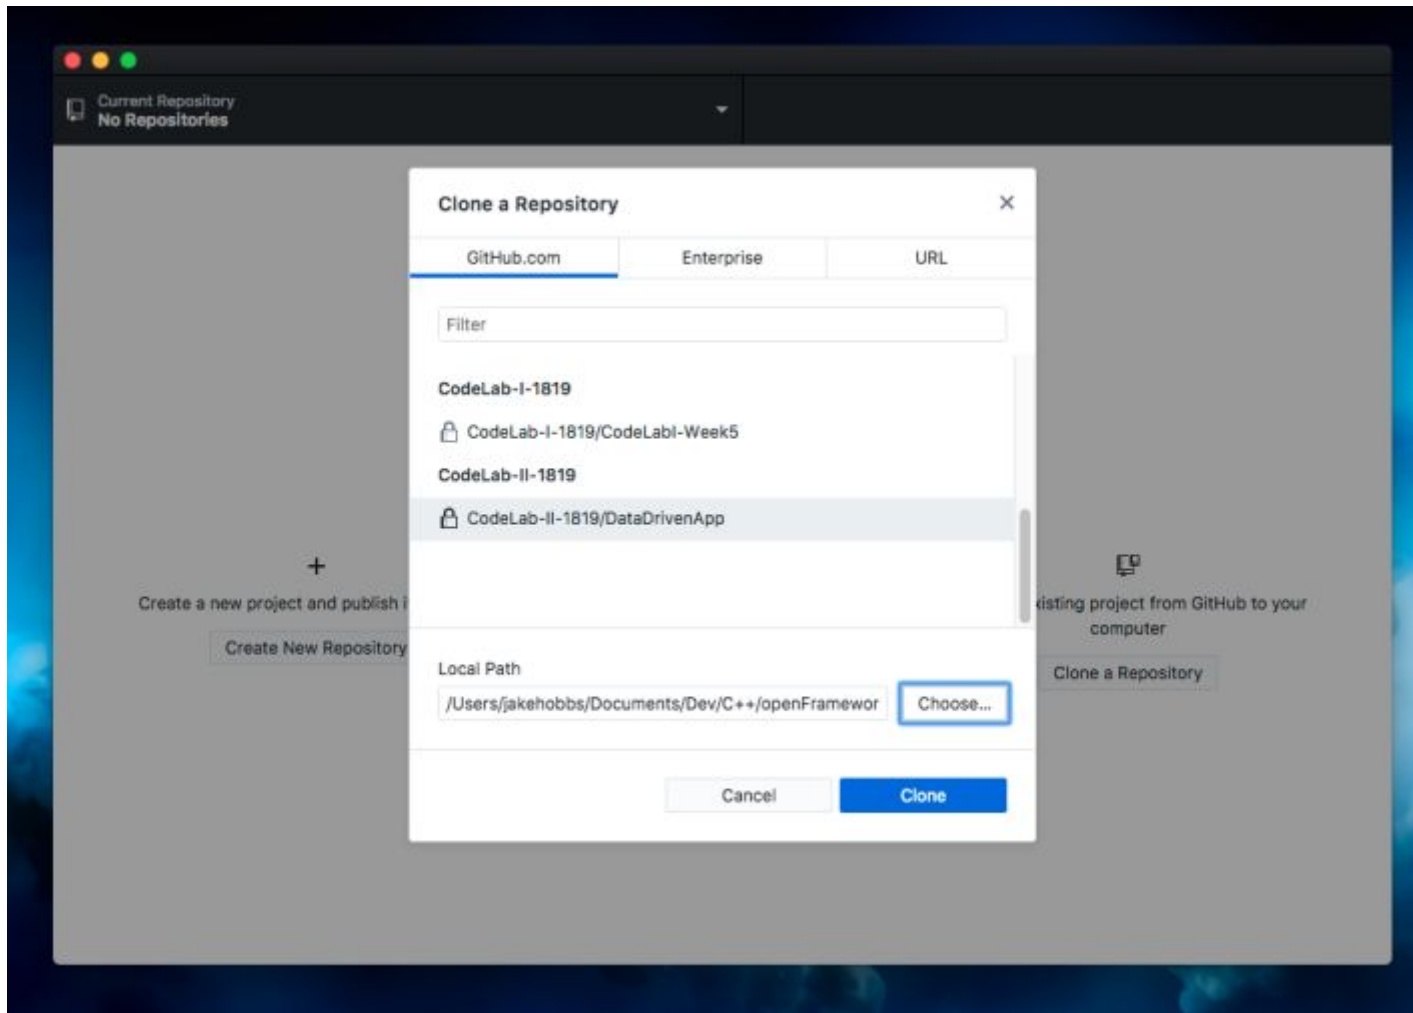 Current Repository
No Repositories
Clone a Repository
GitHub.com Enterprise URL
Filter
CodeLab-I-1819
CodeLab-I-1819/CodeLabI-Week5
CodeLab-II-1819
CodeLab-II-1819/DataDrivenApp
Create a new project and publish i
Create New Repository
xisting project from GitHub to your
computer
Clone a Repository
Local Path
/Users/jakehobbs/Documents/Dev/C++/openFramewor
Choose...
Cancel
Clone